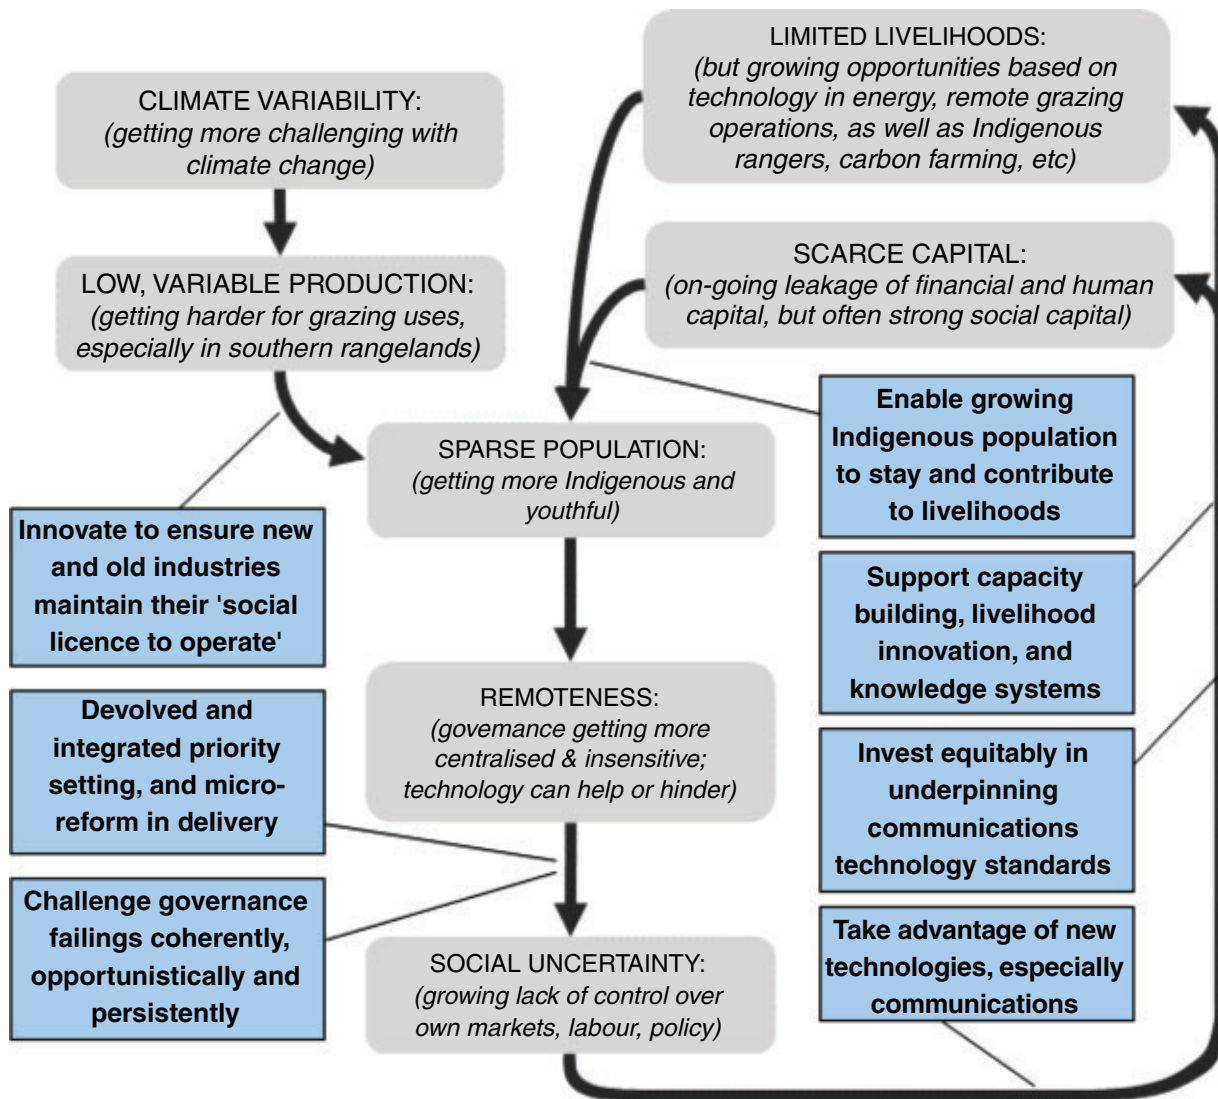 LIMITED LIVELIHOODS:
(but growing opportunities based on
technology in energy, remote grazing
operations, as well as Indigenous
rangers, carbon farming, etc)
CLIMATE VARIABILITY:
(getting more challenging with
climate change)
SCARCE CAPITAL:
(on-going leakage of financial and human
capital, but often strong social capital)
LOW, VARIABLE PRODUCTION:
(getting harder for grazing uses,
especially in southern rangelands)
SPARSE POPULATION:
(getting more Indigenous and
youthful)
Enable growing
Indigenous population
to stay and contribute
to livelihoods
Innovate to ensure new
and old industries
maintain their 'social
licence to operate'
Support capacity
building, livelihood
innovation, and
knowledge systems
REMOTENESS:
(governance getting more
centralised & insensitive;
technology can help or hinder)
Devolved and
integrated priority
setting, and micro-
reform in delivery
Invest equitably in
underpinning
communications
technology standards
Challenge governance
failings coherently,
opportunistically and
persistently
SOCIAL UNCERTAINTY:
(growing lack of control over
own markets, labour, policy)
Take advantage of new
technologies, especially
communications